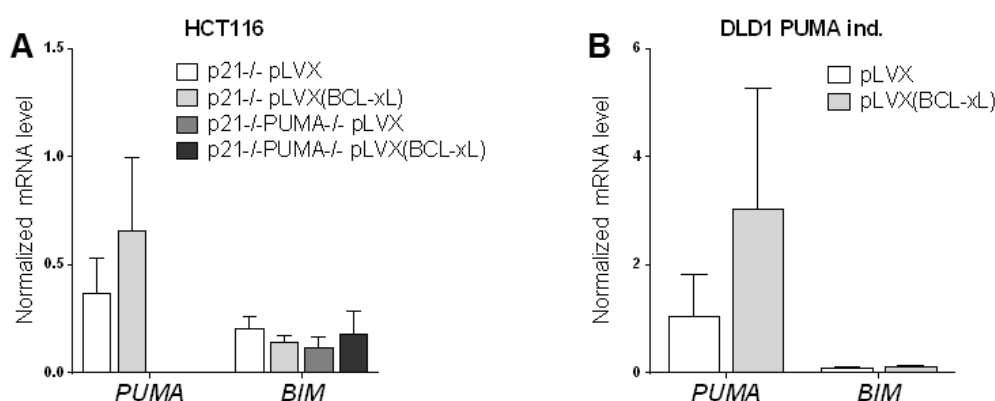 A
HCT116
1.5
1.0
0.5
0.0
Normalized mRNA level
p21-/- pLVX
p21-/- pLVX(BCL-xL)
p21-/-PUMA-/- pLVX
p21-/-PUMA-/- pLVX(BCL-xL)
PUMA
BIM
B
DLD1 PUMA ind.
6
4
2
0
Normalized mRNA level
pLVX
pLVX(BCL-xL)
PUMA
BIM